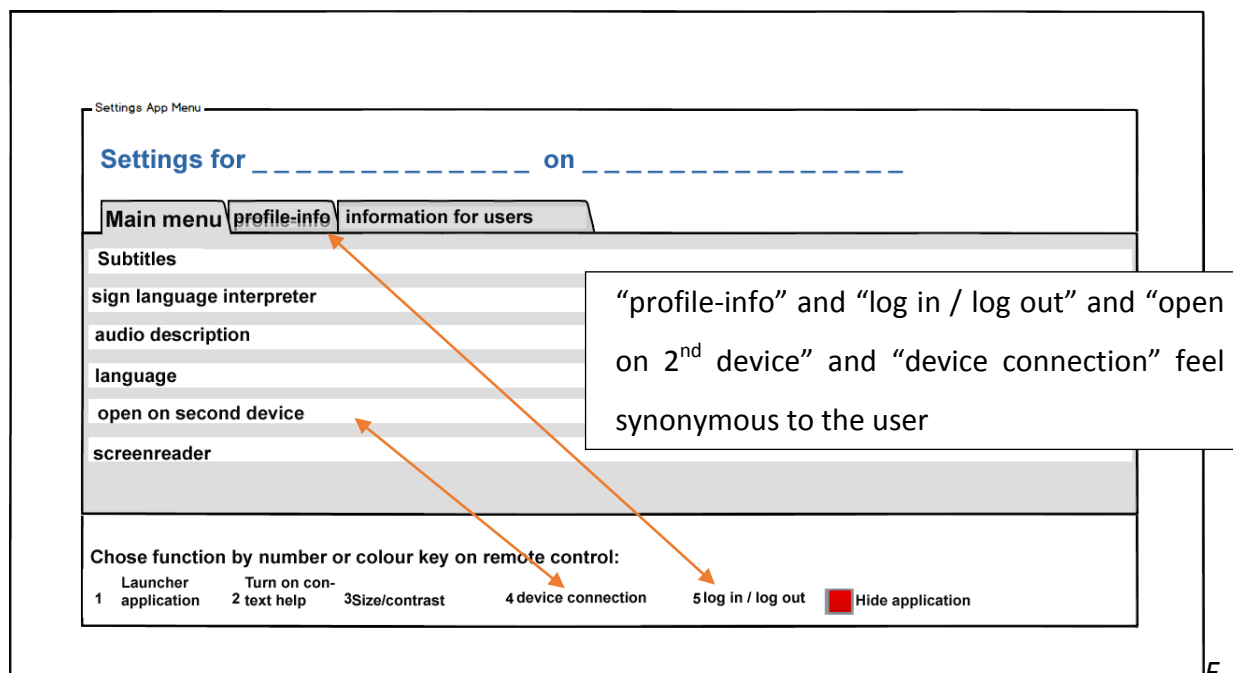 Settings App Menu
Settings for _ _ _ _ _ _ _ _ _ _ _ _ _ on _ _ _ _ _ _ _ _ _ _ _ _ _ _ _
Main menu profile-info information for users
Subtitles
sign language interpreter
audio description
language
open on second device
screenreader
“profile-info” and “log in / log out” and “open
on 2nd device” and “device connection” feel
synonymous to the user
Chose function by number or colour key on remote control:
1 Launcher application 2 Turn on con-text help 3Size/contrast 4 device connection 5 log in / log out Hide application